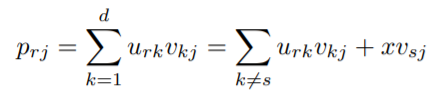 $p_{rj} = \sum_{k=1}^{d} u_{rk} v_{kj} = \sum_{k \neq s} u_{rk} v_{kj} + x v_{sj}$